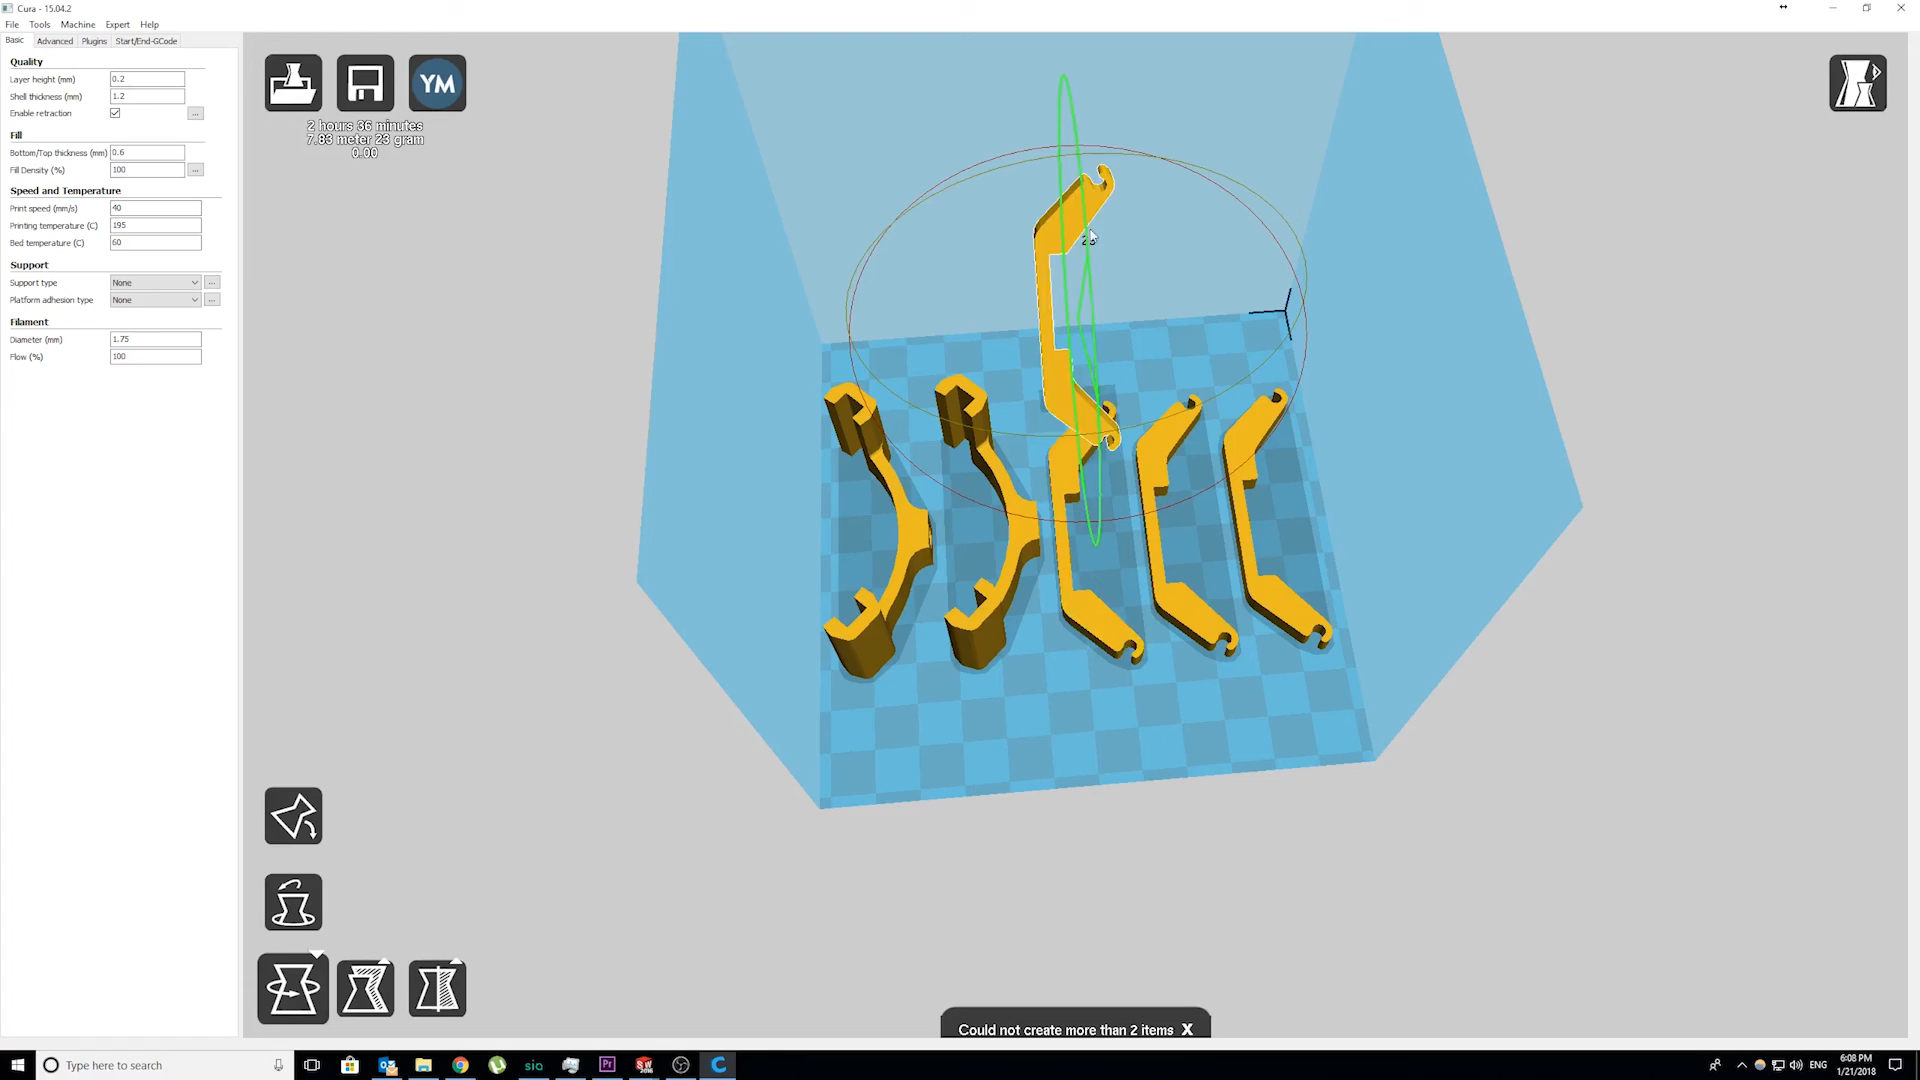 Cura - 15.04.2
File Tools Machine Expert Help
Basic Advanced Plugins Start/End-GCode
Quality
Layer height (mm) 0.2
Shell thickness (mm) 1.2
Enable retraction ...
Fill
Bottom/Top thickness (mm) 0.6
Fill Density (%) 100 ...
Speed and Temperature
Print speed (mm/s) 40
Printing temperature (C) 195
Bed temperature (C) 60
Support
Support type None ...
Platform adhesion type None ...
Filament
Diameter (mm) 1.75
Flow (%) 100
YM
2 hours 36 minutes
7.83 meter 23 gram
0.00
Could not create more than 2 items X
Type here to search
sia
Pr
SW
2016
C
ENG
6:08 PM
1/21/2018